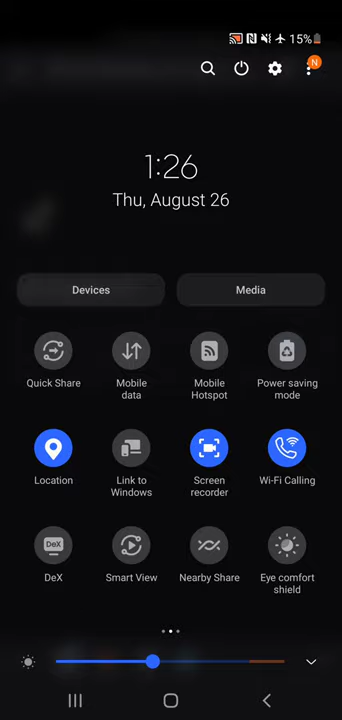 15%
N
1:26
Thu, August 26
Devices
Media
Quick Share
Mobile
data
Mobile
Hotspot
Power saving
mode
Location
Link to
Windows
Screen
recorder
Wi-Fi Calling
DeX
DeX
Smart View
Nearby Share
Eye comfort
shield